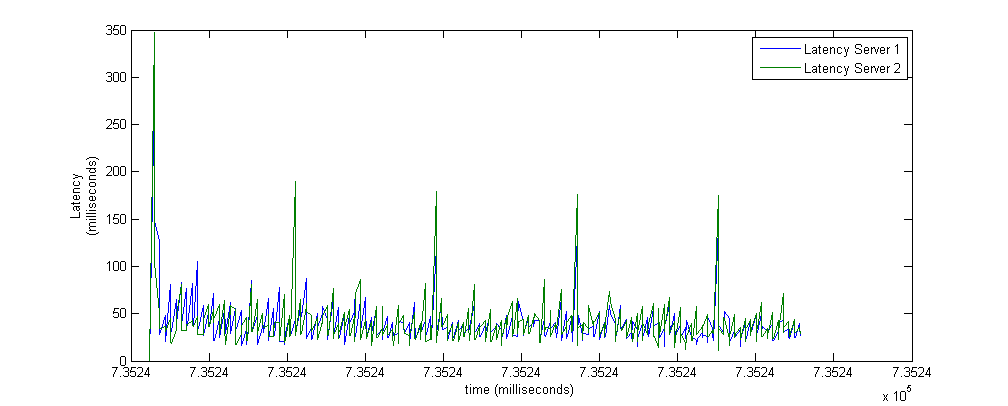 350
300
250
200
150
100
50
0
Latency
(milliseconds)
Latency Server 1
Latency Server 2
7.3524 7.3524 7.3524 7.3524 7.3524 7.3524 7.3524 7.3524 7.3524 7.3524 7.3524
time (milliseconds)
x 10⁵